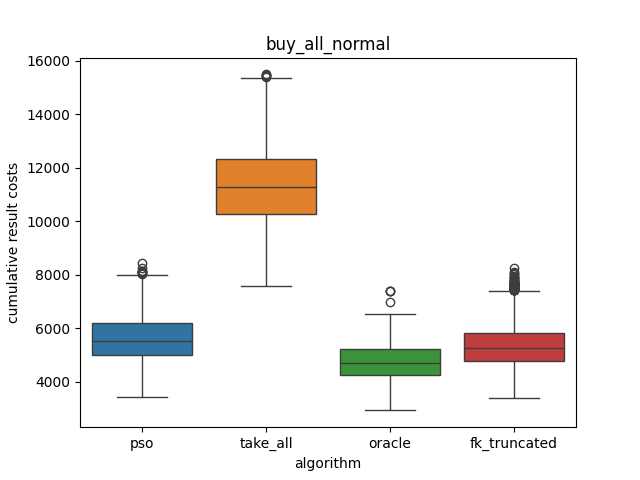 buy_all_normal
cumulative result costs
16000
14000
12000
10000
8000
6000
4000
pso
take_all
oracle
fk_truncated
algorithm